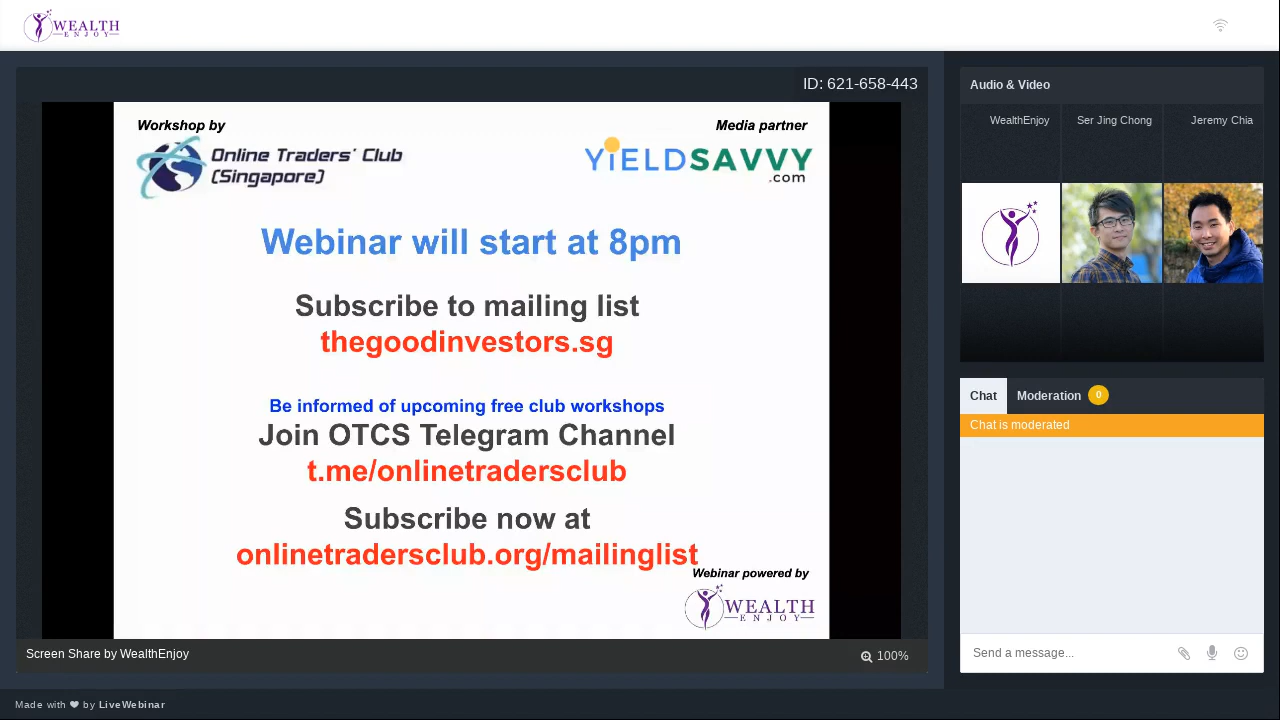 WEALTH
ENJOY
ID: 621-658-443
Workshop by
Online Traders' Club
(Singapore)
Media partner
YIELDSAVVY
.com
Webinar will start at 8pm
Subscribe to mailing list
thegoodinvestors.sg
Be informed of upcoming free club workshops
Join OTCS Telegram Channel
t.me/onlinetradersclub
Subscribe now at
onlinetradersclub.org/mailinglist
Webinar powered by
WEALTH
ENJOY
Screen Share by WealthEnjoy
100%
Audio & Video
WealthEnjoy
Ser Jing Chong
Jeremy Chia
Chat
Moderation
0
Chat is moderated
Send a message...
Made with ❤ by LiveWebinar